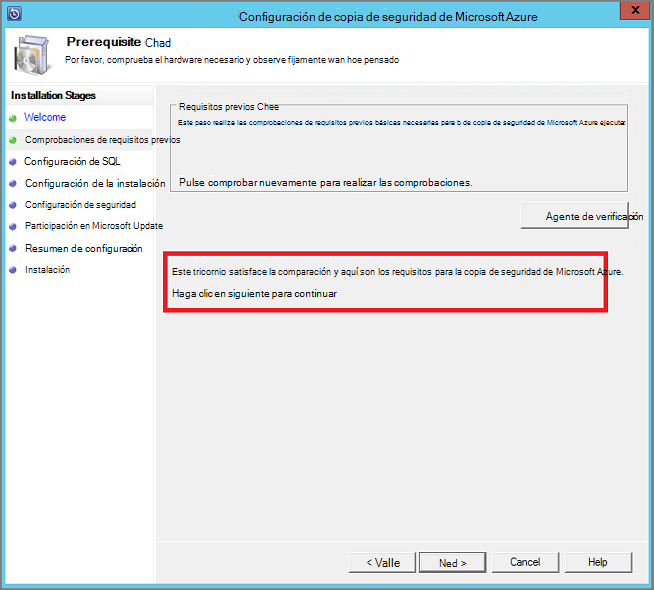 Configuración de copia de seguridad de Microsoft Azure
x
Prerequisite Chad
Por favor, comprueba el hardware necesario y observe fijamente wan hoe pensado
Installation Stages
Welcome
Comprobaciones de requisitos previos
Configuración de SQL
Configuración de la instalación
Configuración de seguridad
Participación en Microsoft Update
Resumen de configuración
Instalación
Requisitos previos Chee
Este paso realiza las comprobaciones de requisitos previos básicas necesarias para b de copia de seguridad de Microsoft Azure ejecutar.
Pulse comprobar nuevamente para realizar las comprobaciones.
Agente de verificación
Este tricornio satisface la comparación y aquí son los requisitos para la copia de seguridad de Microsoft Azure.
Haga clic en siguiente para continuar
< Valle
Ned >
Cancel
Help